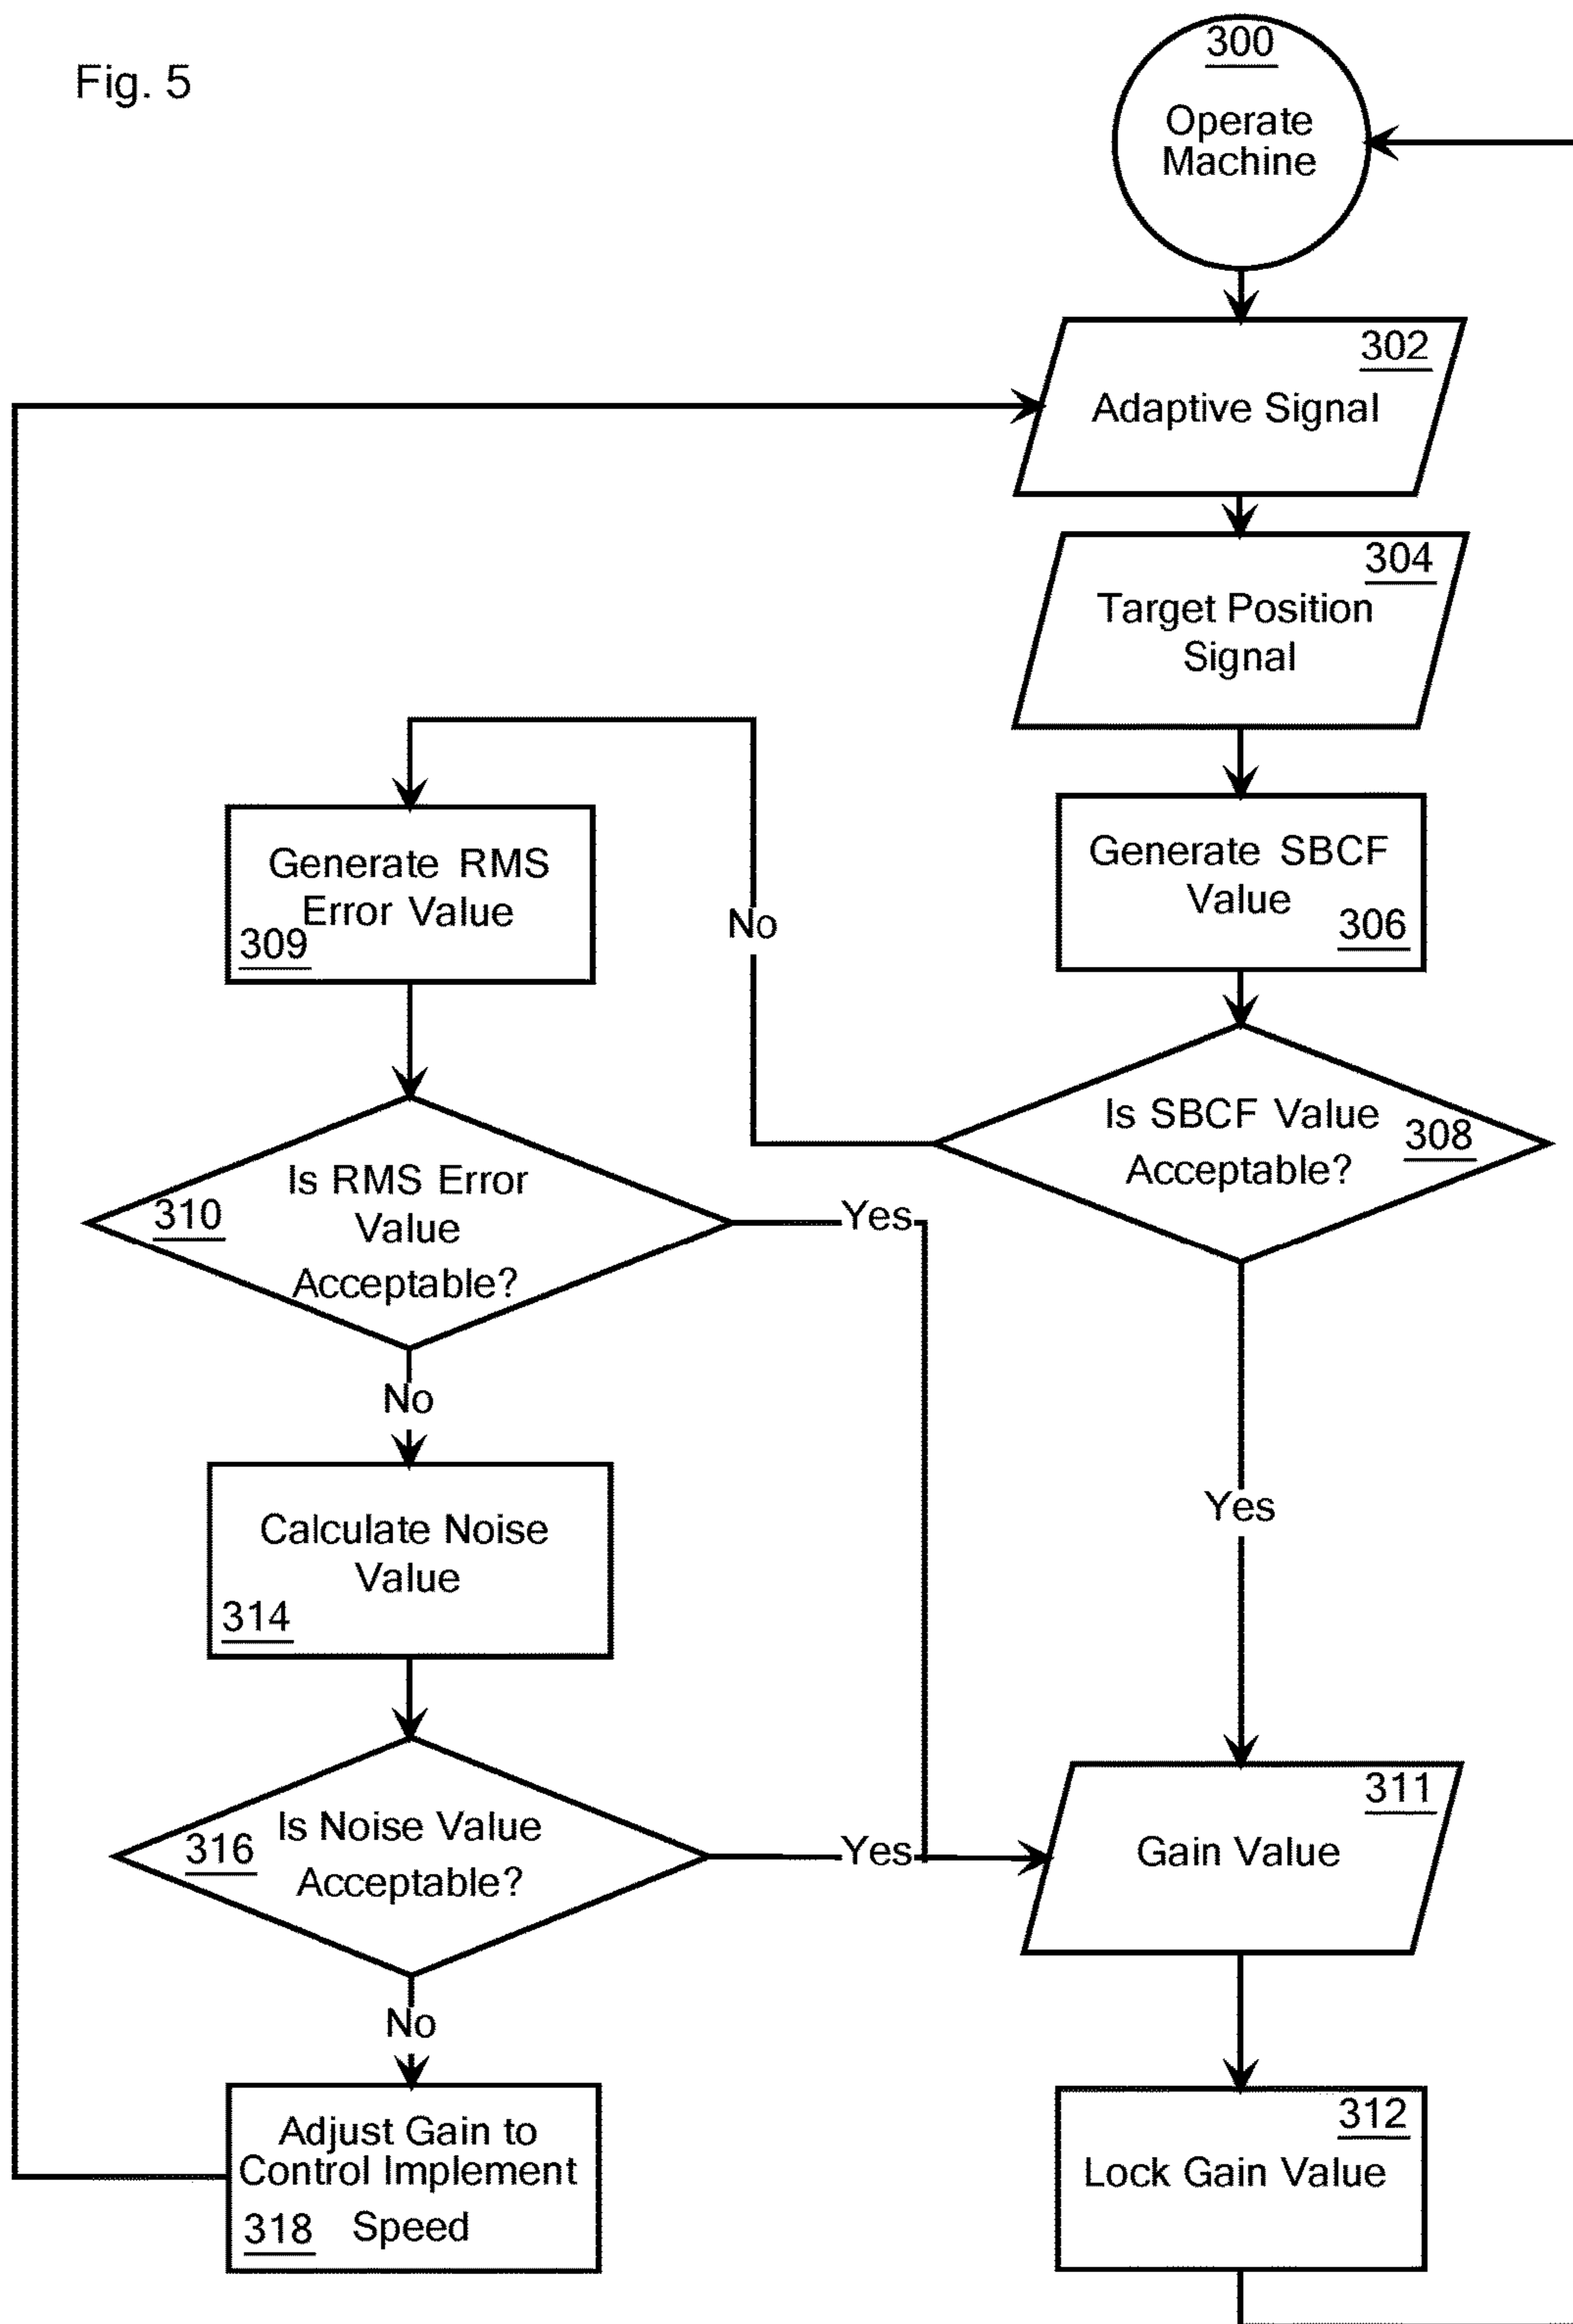 Fig. 5
300
Operate
Machine
302
Adaptive Signal
304
Target Position
Signal
Generate SBCF
Value
306
Is SBCF Value
Acceptable?
308
No
Generate RMS
Error Value
309
Is RMS Error
Value
Acceptable?
310
Yes
No
Calculate Noise
Value
314
Is Noise Value
Acceptable?
316
Yes
No
Adjust Gain to
Control Implement
Speed
318
Yes
311
Gain Value
312
Lock Gain Value